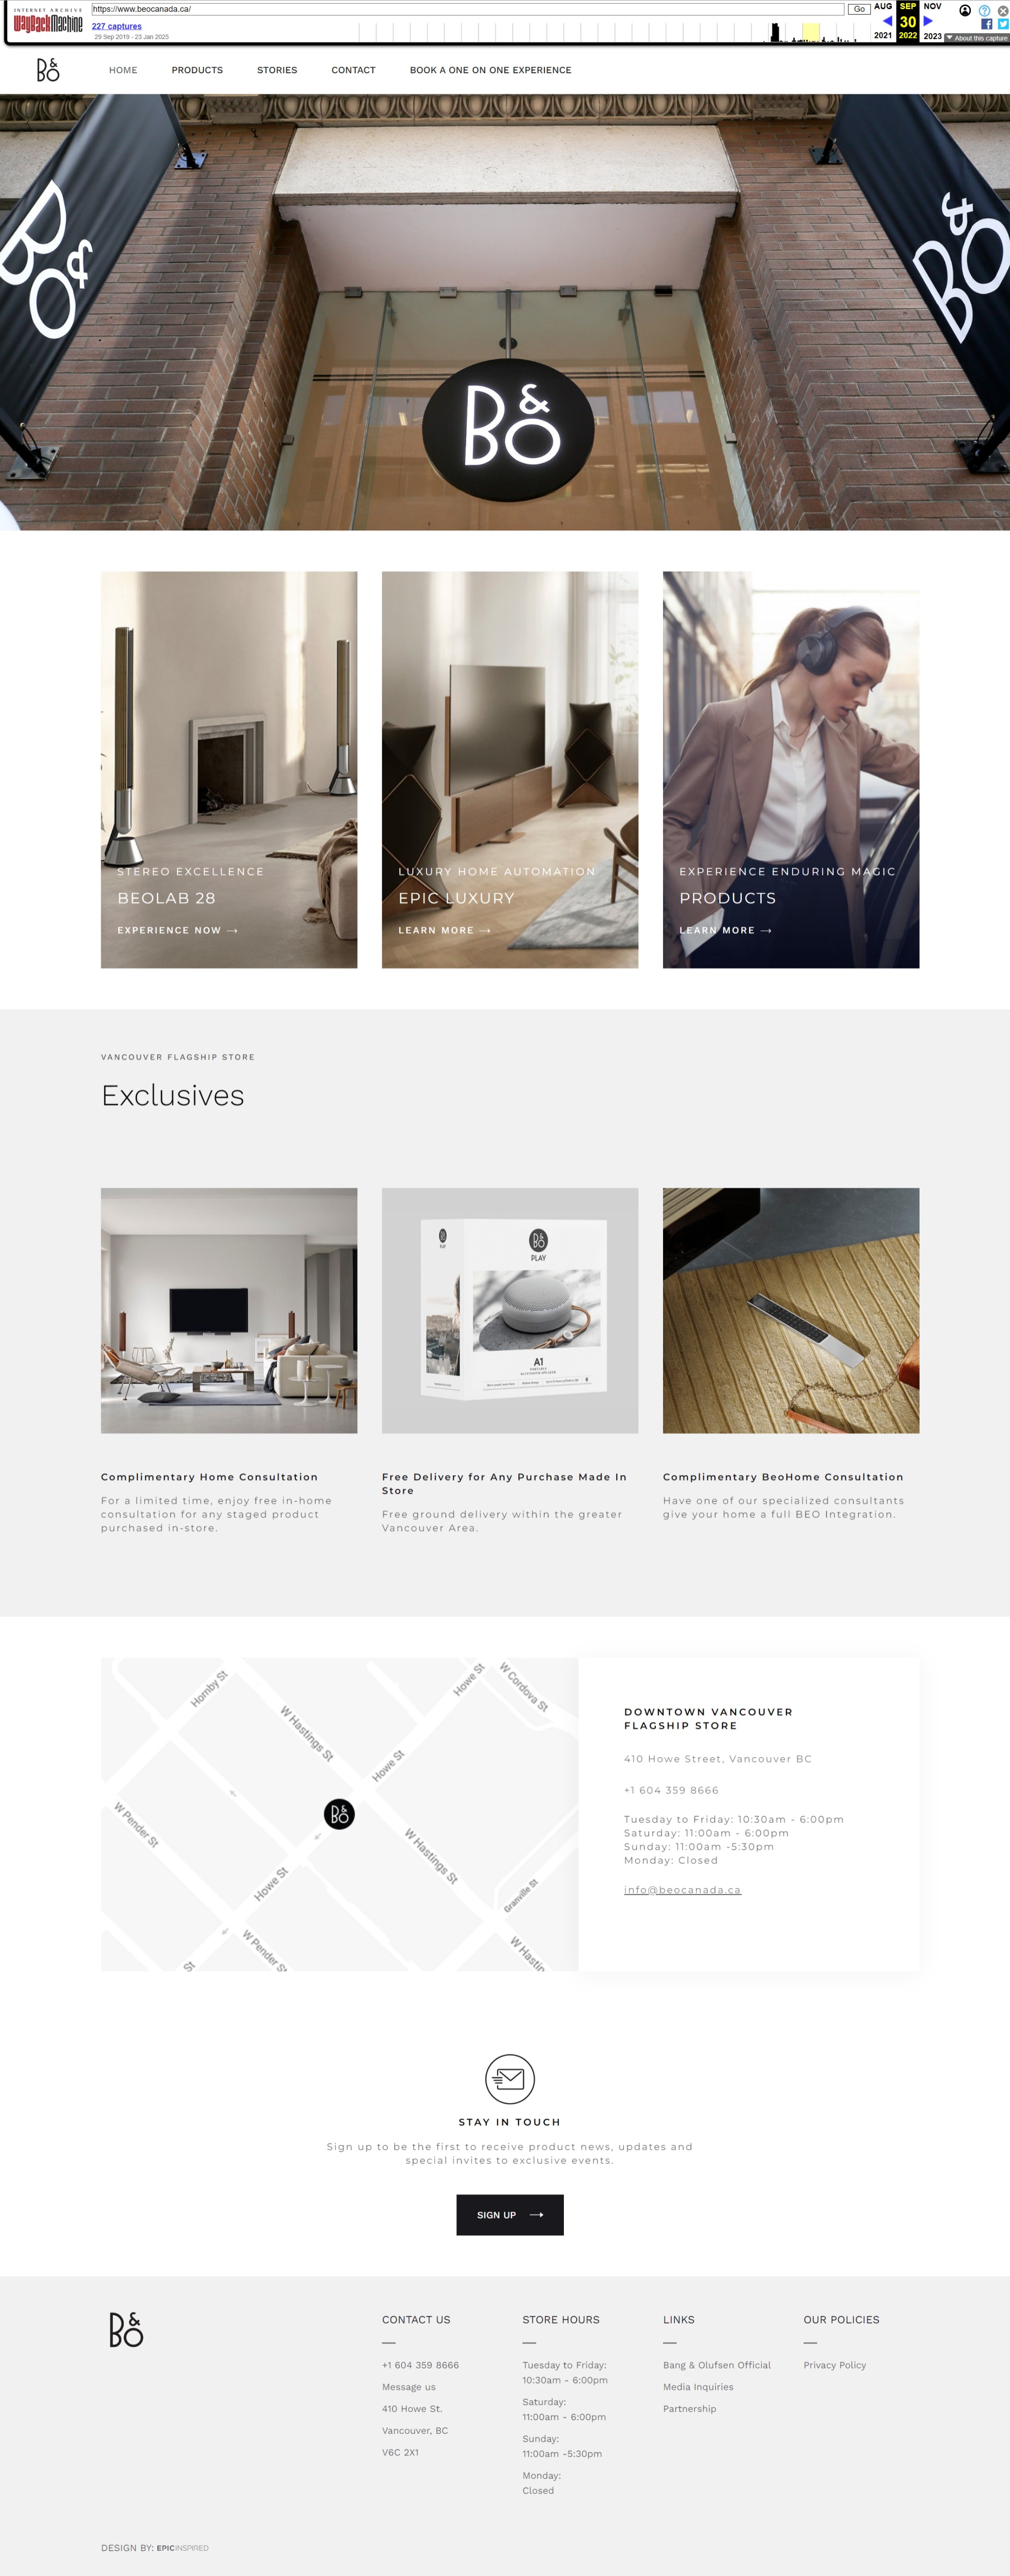 INTERNET ARCHIVE
WayBackMachine
https://www.beocanada.ca/
Go
AUG
SEP
NOV
227 captures
30
29 Sep 2019 - 23 Jan 2025
2021
2022
2023
About this capture
B&O
HOME
PRODUCTS
STORIES
CONTACT
BOOK A ONE ON ONE EXPERIENCE
B&O
B&O
B&O
STEREO EXCELLENCE
BEOLAB 28
EXPERIENCE NOW →
LUXURY HOME AUTOMATION
EPIC LUXURY
LEARN MORE →
EXPERIENCE ENDURING MAGIC
PRODUCTS
LEARN MORE →
VANCOUVER FLAGSHIP STORE
Exclusives
B&O
PLAY
A1
Complimentary Home Consultation
For a limited time, enjoy free in-home
consultation for any staged product
purchased in-store.
Free Delivery for Any Purchase Made In
Store
Free ground delivery within the greater
Vancouver Area.
Complimentary BeoHome Consultation
Have one of our specialized consultants
give your home a full BEO Integration.
Hornby St
W Hastings St
Howe St
W Cordova St
Howe St
B&O
W Pender St
W Hastings St
Howe St
Granville St
W Pender St
W Hastin
St
DOWNTOWN VANCOUVER
FLAGSHIP STORE
410 Howe Street, Vancouver BC
+1 604 359 8666
Tuesday to Friday: 10:30am - 6:00pm
Saturday: 11:00am - 6:00pm
Sunday: 11:00am -5:30pm
Monday: Closed
info@beocanada.ca
STAY IN TOUCH
Sign up to be the first to receive product news, updates and
special invites to exclusive events.
SIGN UP →
B&O
CONTACT US
+1 604 359 8666
Message us
410 Howe St.
Vancouver, BC
V6C 2X1
STORE HOURS
Tuesday to Friday:
10:30am - 6:00pm
Saturday:
11:00am - 6:00pm
Sunday:
11:00am -5:30pm
Monday:
Closed
LINKS
Bang & Olufsen Official
Media Inquiries
Partnership
OUR POLICIES
Privacy Policy
DESIGN BY: EPICINSPIRED